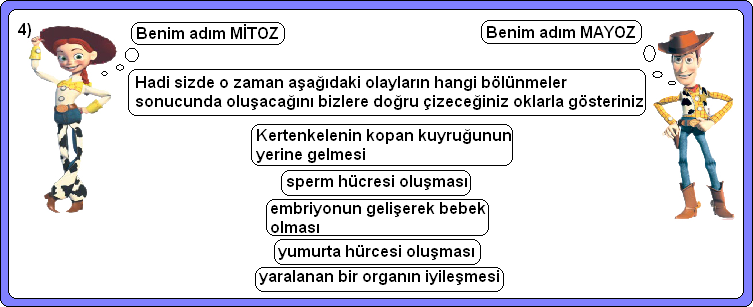 4)
Benim adım MİTOZ
Benim adım MAYOZ
Hadi sizde o zaman aşağıdaki olayların hangi bölünmeler
sonucunda oluşacağını bizlere doğru çizeceğiniz oklarla gösteriniz
Kertenkelenin kopan kuyruğunun
yerine gelmesi
sperm hücresi oluşması
embriyonun gelişerek bebek
olması
yumurta hürcesi oluşması
yaralanan bir organın iyileşmesi